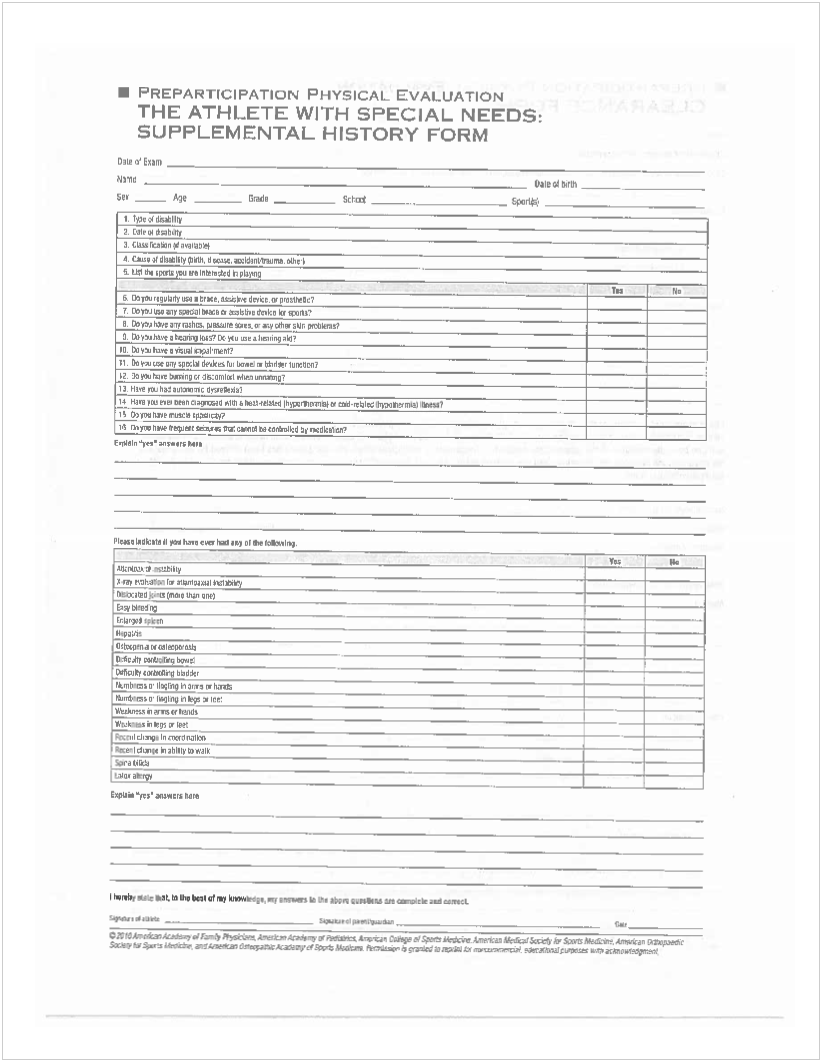 PREPARTICIPATION PHYSICAL EVALUATION
THE ATHLETE WITH SPECIAL NEEDS:
SUPPLEMENTAL HISTORY FORM
Date of Exam
Name Date of birth
Sex Age Grade School Sport(s)
1. Type of disability
2. Date of disability
3. Classification (if available)
4. Cause of disability (birth, disease, accident/trauma, other)
5. List the sports you are interested in playing
Yes No
6. Do you regularly use a brace, assistive device, or prosthetic?
7. Do you use any special brace or assistive device for sports?
8. Do you have any rashes, pressure sores, or any other skin problems?
9. Do you have a hearing loss? Do you use a hearing aid?
10. Do you have a visual impairment?
11. Do you use any special devices for bowel or bladder function?
12. Do you have burning or discomfort when urinating?
13. Have you had autonomic dysreflexia?
14. Have you ever been diagnosed with a heat-related (hyperthermia) or cold-related (hypothermia) illness?
15. Do you have muscle spasticity?
16. Do you have frequent seizures that cannot be controlled by medication?
Explain "yes" answers here
Please indicate if you have ever had any of the following.
Yes No
Atlantoaxial instability
X-ray evaluation for atlantoaxial instability
Dislocated joints (more than one)
Easy bleeding
Enlarged spleen
Hepatitis
Osteopenia or osteoporosis
Difficulty controlling bowel
Difficulty controlling bladder
Numbness or tingling in arms or hands
Numbness or tingling in legs or feet
Weakness in arms or hands
Weakness in legs or feet
Recent change in coordination
Recent change in ability to walk
Spina bifida
Latex allergy
Explain "yes" answers here
I hereby state that, to the best of my knowledge, my answers to the above questions are complete and correct.
Signature of athlete Signature of parent/guardian Date
©2010 American Academy of Family Physicians, American Academy of Pediatrics, American College of Sports Medicine, American Medical Society for Sports Medicine, American Orthopaedic
Society for Sports Medicine, and American Osteopathic Academy of Sports Medicine. Permission is granted to reprint for noncommercial, educational purposes with acknowledgment.